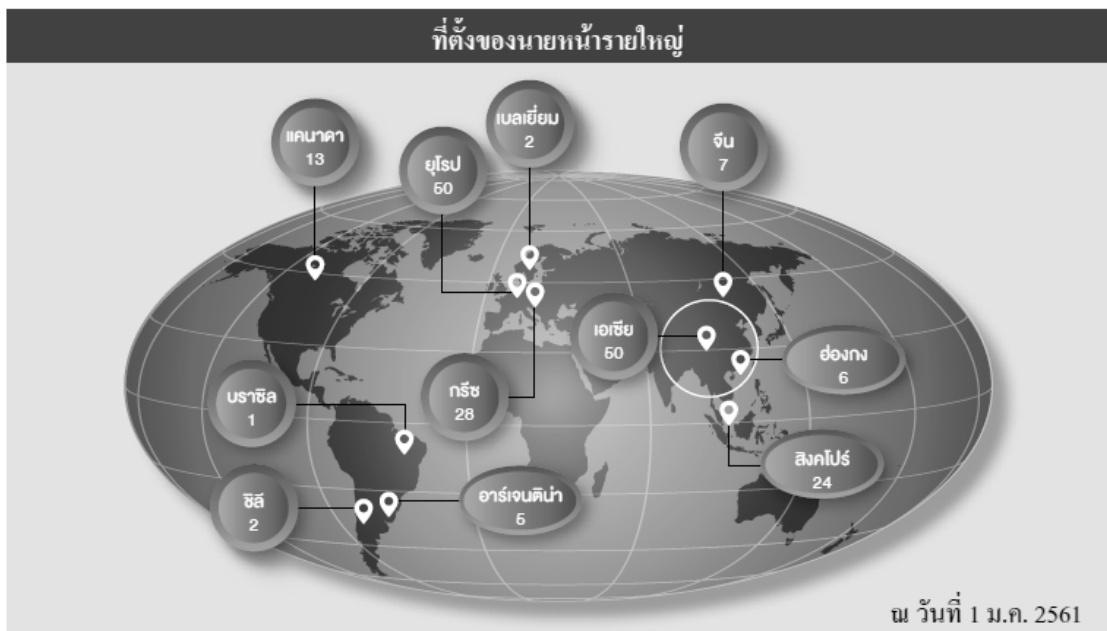 ที่ตั้งของนายหน้ารายใหญ่
แคนาดา
13
ยุโรป
50
เบลเยี่ยม
2
จีน
7
เอเซีย
50
ฮ่องกง
6
บราซิล
1
กรีซ
28
สิงคโปร์
24
ชิลี
2
อาร์เจนติน่า
5
ณ วันที่ 1 ม.ค. 2561